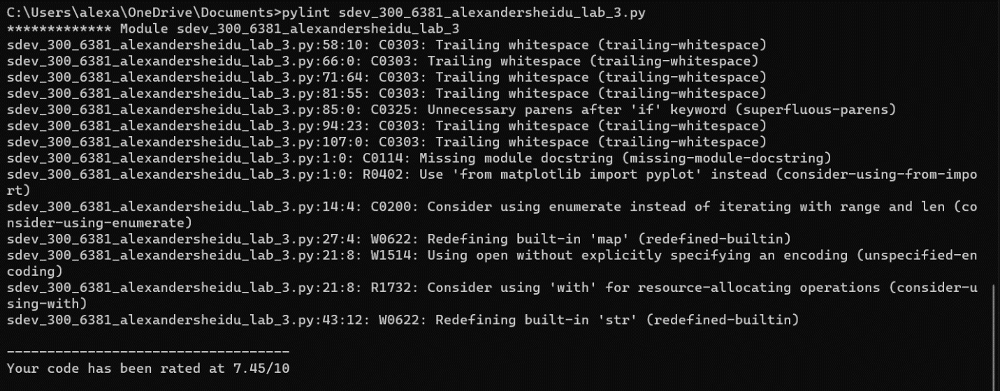 C:\Users\alexa\OneDrive\Documents>pylint sdev_300_6381_alexandersheidu_lab_3.py
************* Module sdev_300_6381_alexandersheidu_lab_3
sdev_300_6381_alexandersheidu_lab_3.py:58:10: C0303: Trailing whitespace (trailing-whitespace)
sdev_300_6381_alexandersheidu_lab_3.py:66:0: C0303: Trailing whitespace (trailing-whitespace)
sdev_300_6381_alexandersheidu_lab_3.py:71:64: C0303: Trailing whitespace (trailing-whitespace)
sdev_300_6381_alexandersheidu_lab_3.py:81:55: C0303: Trailing whitespace (trailing-whitespace)
sdev_300_6381_alexandersheidu_lab_3.py:85:0: C0325: Unnecessary parens after 'if' keyword (superfluous-parens)
sdev_300_6381_alexandersheidu_lab_3.py:94:23: C0303: Trailing whitespace (trailing-whitespace)
sdev_300_6381_alexandersheidu_lab_3.py:107:0: C0303: Trailing whitespace (trailing-whitespace)
sdev_300_6381_alexandersheidu_lab_3.py:1:0: C0114: Missing module docstring (missing-module-docstring)
sdev_300_6381_alexandersheidu_lab_3.py:1:0: R0402: Use 'from matplotlib import pyplot' instead (consider-using-from-impo
rt)
sdev_300_6381_alexandersheidu_lab_3.py:14:4: C0200: Consider using enumerate instead of iterating with range and len (co
nsider-using-enumerate)
sdev_300_6381_alexandersheidu_lab_3.py:27:4: W0622: Redefining built-in 'map' (redefined-builtin)
sdev_300_6381_alexandersheidu_lab_3.py:21:8: W1514: Using open without explicitly specifying an encoding (unspecified-en
coding)
sdev_300_6381_alexandersheidu_lab_3.py:21:8: R1732: Consider using 'with' for resource-allocating operations (consider-u
sing-with)
sdev_300_6381_alexandersheidu_lab_3.py:43:12: W0622: Redefining built-in 'str' (redefined-builtin)

-----------------------------------
Your code has been rated at 7.45/10